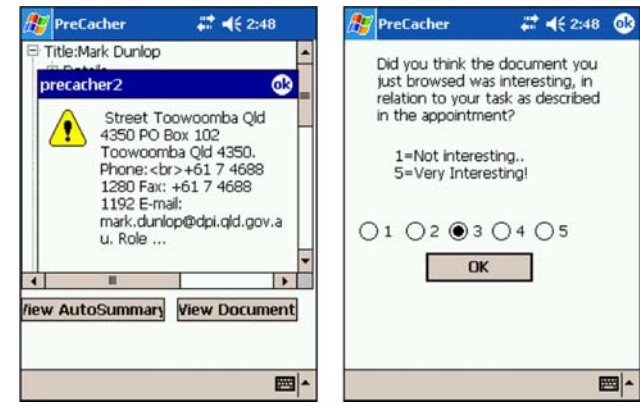 PreCacher 2:48
Title:Mark Dunlop
Details
precacher2 ok
Street Toowoomba Qld
4350 PO Box 102
Toowoomba Qld 4350.
Phone:<br>+61 7 4688
1280 Fax: +61 7 4688
1192 E-mail:
mark.dunlop@dpi.qld.gov.a
u. Role ...
View AutoSummary View Document
PreCacher 2:48 ok
Did you think the document you
just browsed was interesting, in
relation to your task as described
in the appointment?
1=Not interesting..
5=Very Interesting!
1 2 3 4 5
OK